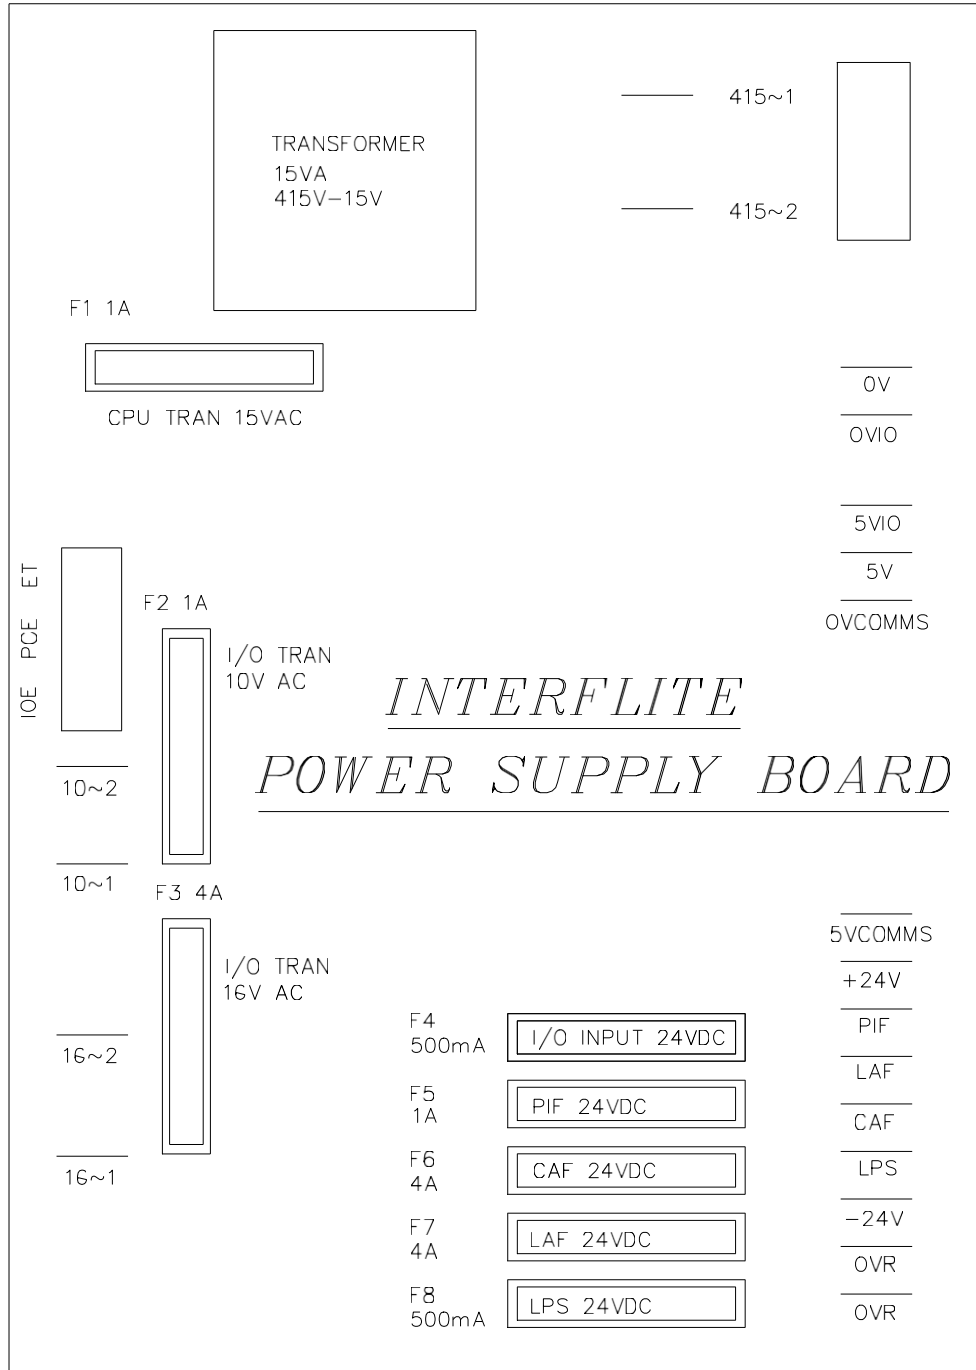 TRANSFORMER
15VA
415V-15V
415~1
415~2
F1 1A
CPU TRAN 15VAC
0V
0VIO
5VIO
5V
0VCOMMS
IOE PCE ET
F2 1A
I/O TRAN
10V AC
INTERFLITE
POWER SUPPLY BOARD
10~2
10~1
F3 4A
I/O TRAN
16V AC
16~2
16~1
F4
500mA
I/O INPUT 24VDC
F5
1A
PIF 24VDC
F6
4A
CAF 24VDC
F7
4A
LAF 24VDC
F8
500mA
LPS 24VDC
5VCOMMS
+24V
PIF
LAF
CAF
LPS
-24V
0VR
0VR